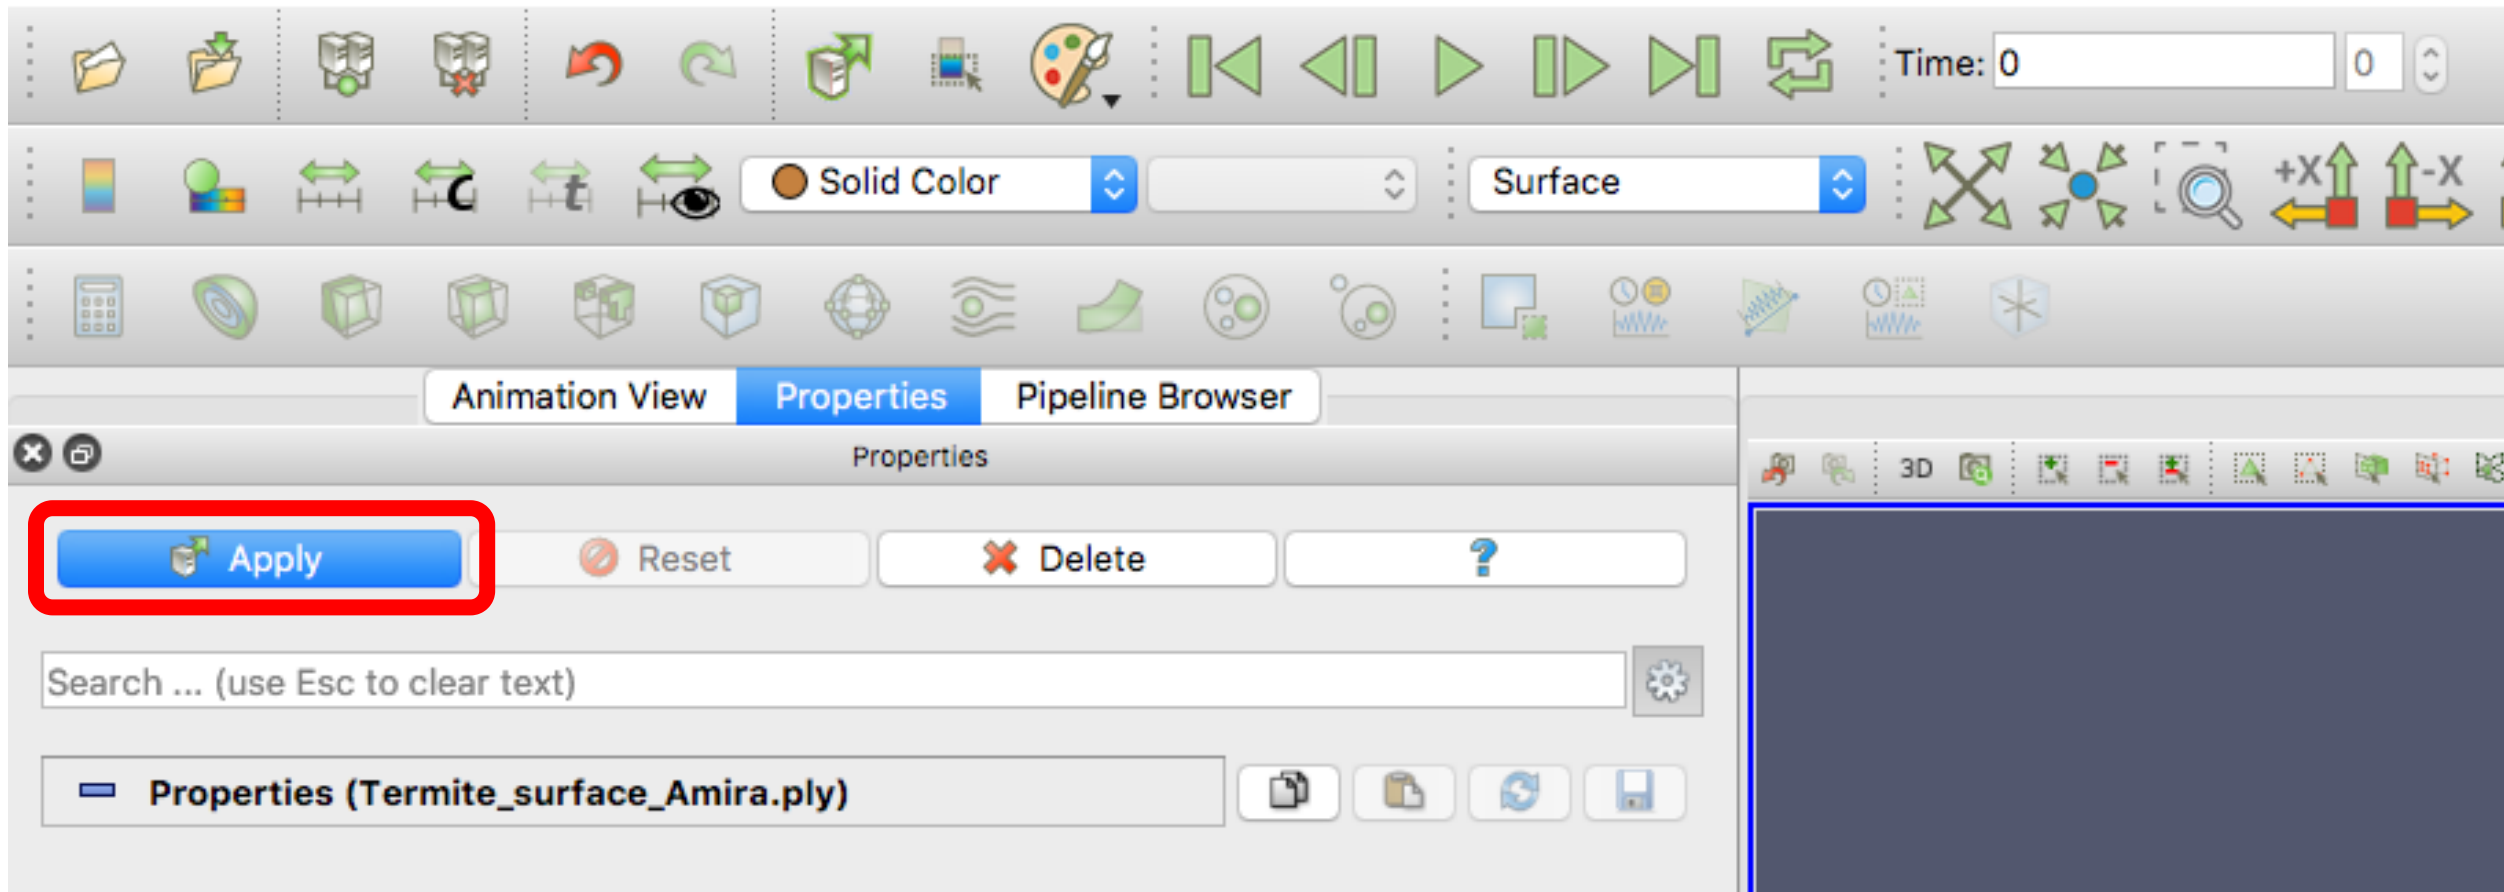 Time: 0 0
C t Solid Color Surface +X -X
Animation View Properties Pipeline Browser
Properties
3D
Apply Reset Delete ?
Search ... (use Esc to clear text)
Properties (Termite_surface_Amira.ply)